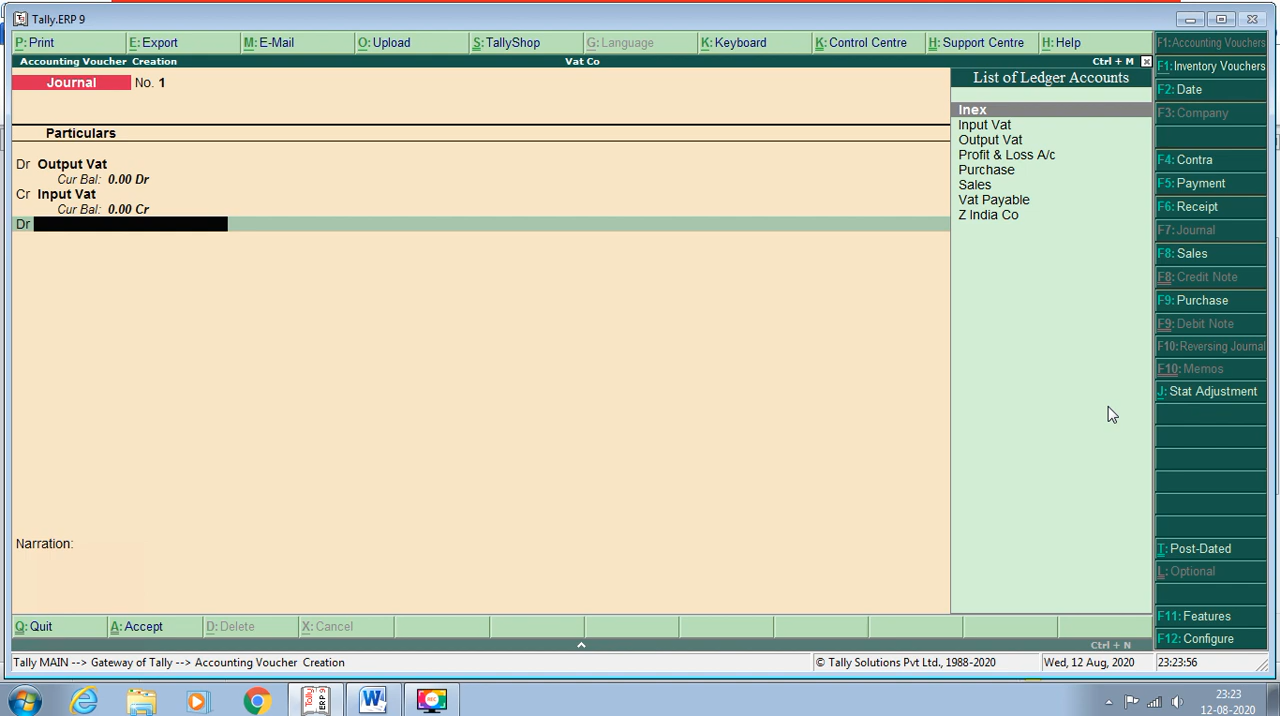 Tally.ERP 9
P: Print E: Export M: E-Mail O: Upload S: TallyShop G: Language K: Keyboard K: Control Centre H: Support Centre H: Help
Accounting Voucher Creation Vat Co Ctrl + M
Journal No. 1
Particulars
Dr Output Vat
Cur Bal: 0.00 Dr
Cr Input Vat
Cur Bal: 0.00 Cr
Dr
Narration:
List of Ledger Accounts
Inex
Input Vat
Output Vat
Profit & Loss A/c
Purchase
Sales
Vat Payable
Z India Co
F1: Accounting Vouchers
F1: Inventory Vouchers
F2: Date
F3: Company
F4: Contra
F5: Payment
F6: Receipt
F7: Journal
F8: Sales
F8: Credit Note
F9: Purchase
F9: Debit Note
F10: Reversing Journal
F10: Memos
J: Stat Adjustment
T: Post-Dated
L: Optional
F11: Features
F12: Configure
Q: Quit A: Accept D: Delete X: Cancel
Ctrl + N
Tally MAIN --> Gateway of Tally --> Accounting Voucher Creation © Tally Solutions Pvt Ltd., 1988-2020 Wed, 12 Aug, 2020 23:23:56
Tally
ERP 9
W
REC
23:23
12-08-2020